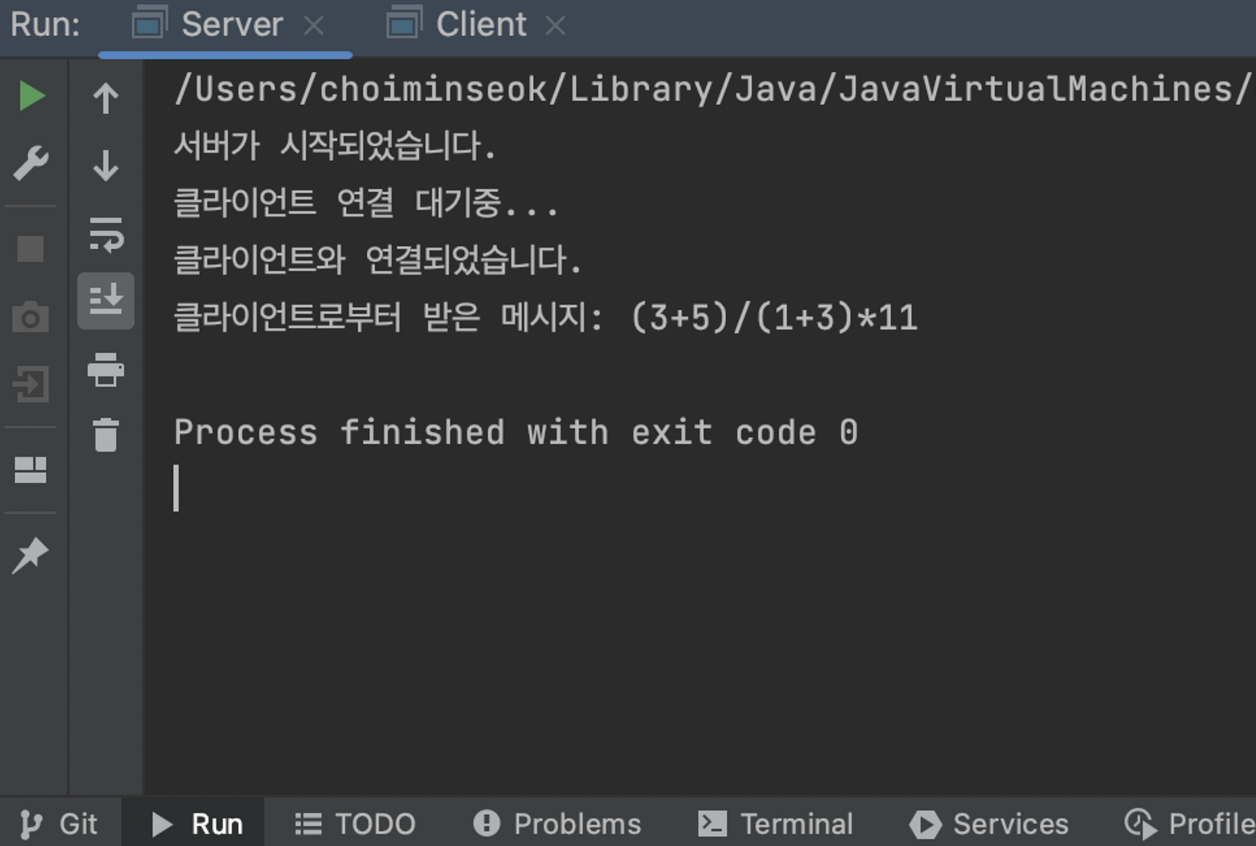 Run: Server Client
/Users/choiminseok/Library/Java/JavaVirtualMachines/
서버가 시작되었습니다.
클라이언트 연결 대기중...
클라이언트와 연결되었습니다.
클라이언트로부터 받은 메시지: (3+5)/(1+3)*11
Process finished with exit code 0
Git Run TODO Problems Terminal Services Profile